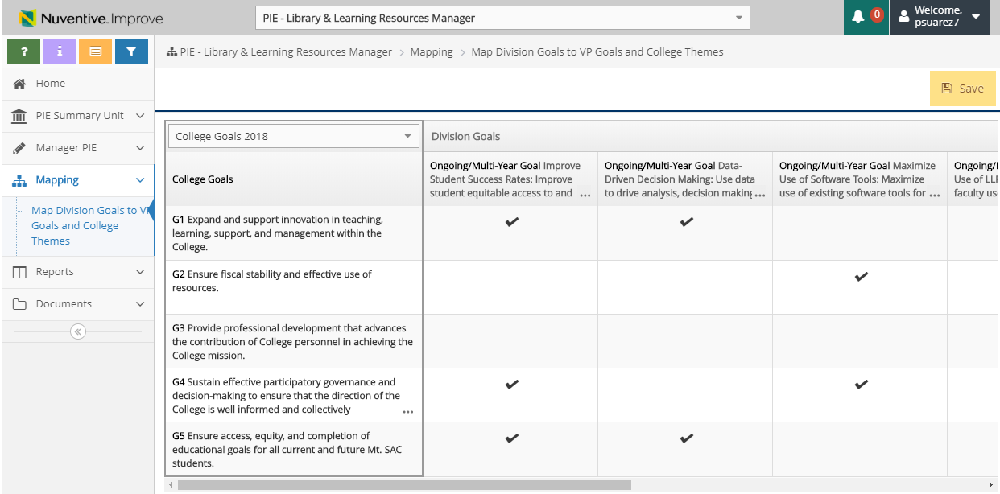 Nuventive.Improve
PIE - Library & Learning Resources Manager
0
Welcome,
psuarez7
?
i
PIE - Library & Learning Resources Manager > Mapping > Map Division Goals to VP Goals and College Themes
Home
PIE Summary Unit
Manager PIE
Mapping
Map Division Goals to
Goals and College
Themes
Reports
Documents
Save
College Goals 2018
Division Goals
College Goals
Ongoing/Multi-Year Goal Improve
Student Success Rates: Improve
student equitable access to and ...
Ongoing/Multi-Year Goal Data-
Driven Decision Making: Use data
to drive analysis, decision making ...
Ongoing/Multi-Year Goal Maximize
Use of Software Tools: Maximize
use of existing software tools for ...
Ongoing/
Use of
faculty us
G1 Expand and support innovation in teaching,
learning, support, and management within the
College.
G2 Ensure fiscal stability and effective use of
resources.
G3 Provide professional development that advances
the contribution of College personnel in achieving the
College mission.
G4 Sustain effective participatory governance and
decision-making to ensure that the direction of the
College is well informed and collectively ...
G5 Ensure access, equity, and completion of
educational goals for all current and future Mt. SAC
students.